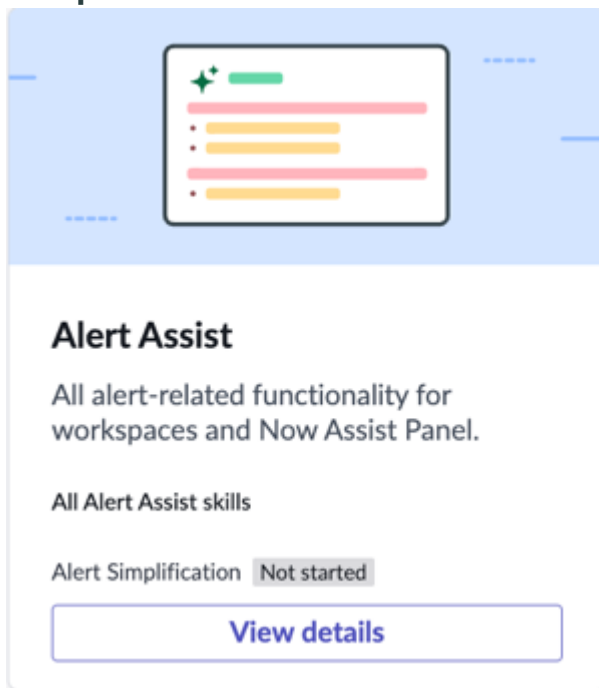 Alert Assist
All alert-related functionality for
workspaces and Now Assist Panel.
All Alert Assist skills
Alert Simplification Not started
View details